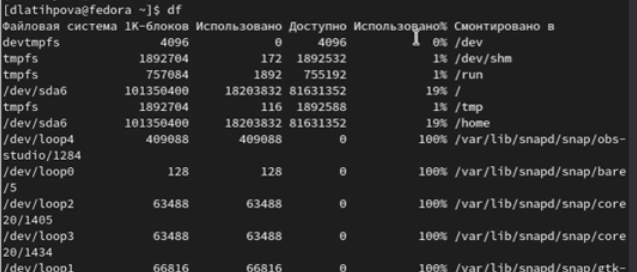 [dlatihpova@fedora ~]$ df
Файловая система 1K-блоков Использовано Доступно Использовано% Смонтировано в
devtmpfs 4096 0 4096 0% /dev
tmpfs 1892704 172 1892532 1% /dev/shm
tmpfs 757084 1892 755192 1% /run
/dev/sda6 101350400 18203832 81631352 19% /
tmpfs 1892704 116 1892588 1% /tmp
/dev/sda6 101350400 18203832 81631352 19% /home
/dev/loop4 409088 409088 0 100% /var/lib/snapd/snap/obs-
studio/1284
/dev/loop0 128 128 0 100% /var/lib/snapd/snap/bare
/5
/dev/loop2 63488 63488 0 100% /var/lib/snapd/snap/core
20/1405
/dev/loop3 63488 63488 0 100% /var/lib/snapd/snap/core
20/1434
/dev/loop1 66816 66816 0 100% /var/lib/snapd/snap/gtk-